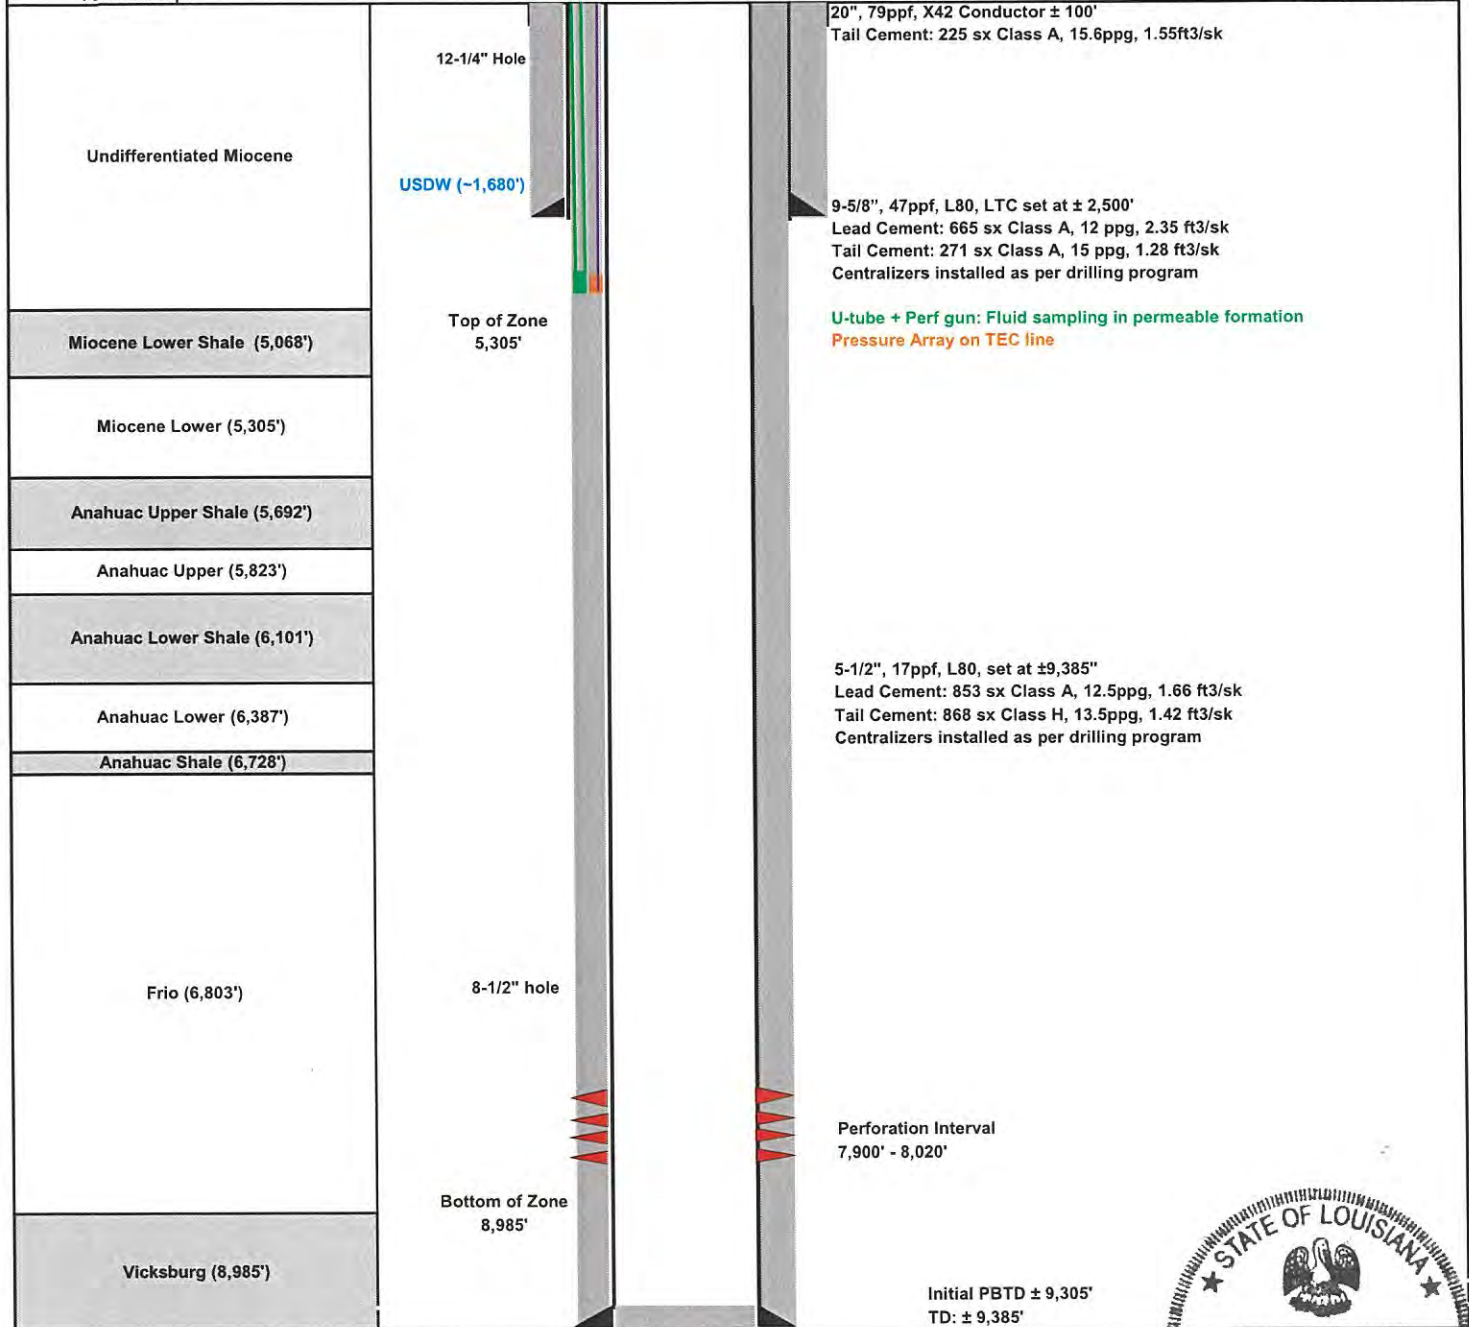 20", 79ppf, X42 Conductor ± 100'
Tail Cement: 225 sx Class A, 15.6ppg, 1.55ft3/sk
12-1/4" Hole
Undifferentiated Miocene
USDW (~1,680')
9-5/8", 47ppf, L80, LTC set at ± 2,500'
Lead Cement: 665 sx Class A, 12 ppg, 2.35 ft3/sk
Tail Cement: 271 sx Class A, 15 ppg, 1.28 ft3/sk
Centralizers installed as per drilling program
U-tube + Perf gun: Fluid sampling in permeable formation
Pressure Array on TEC line
Top of Zone
5,305'
Miocene Lower Shale (5,068')
Miocene Lower (5,305')
Anahuac Upper Shale (5,692')
Anahuac Upper (5,823')
Anahuac Lower Shale (6,101')
5-1/2", 17ppf, L80, set at ±9,385"
Lead Cement: 853 sx Class A, 12.5ppg, 1.66 ft3/sk
Tail Cement: 868 sx Class H, 13.5ppg, 1.42 ft3/sk
Centralizers installed as per drilling program
Anahuac Lower (6,387')
Anahuac Shale (6,728')
Frio (6,803')
8-1/2" hole
Perforation Interval
7,900' - 8,020'
Bottom of Zone
8,985'
Vicksburg (8,985')
Initial PBTD ± 9,305'
TD: ± 9,385'
STATE OF LOUISIANA